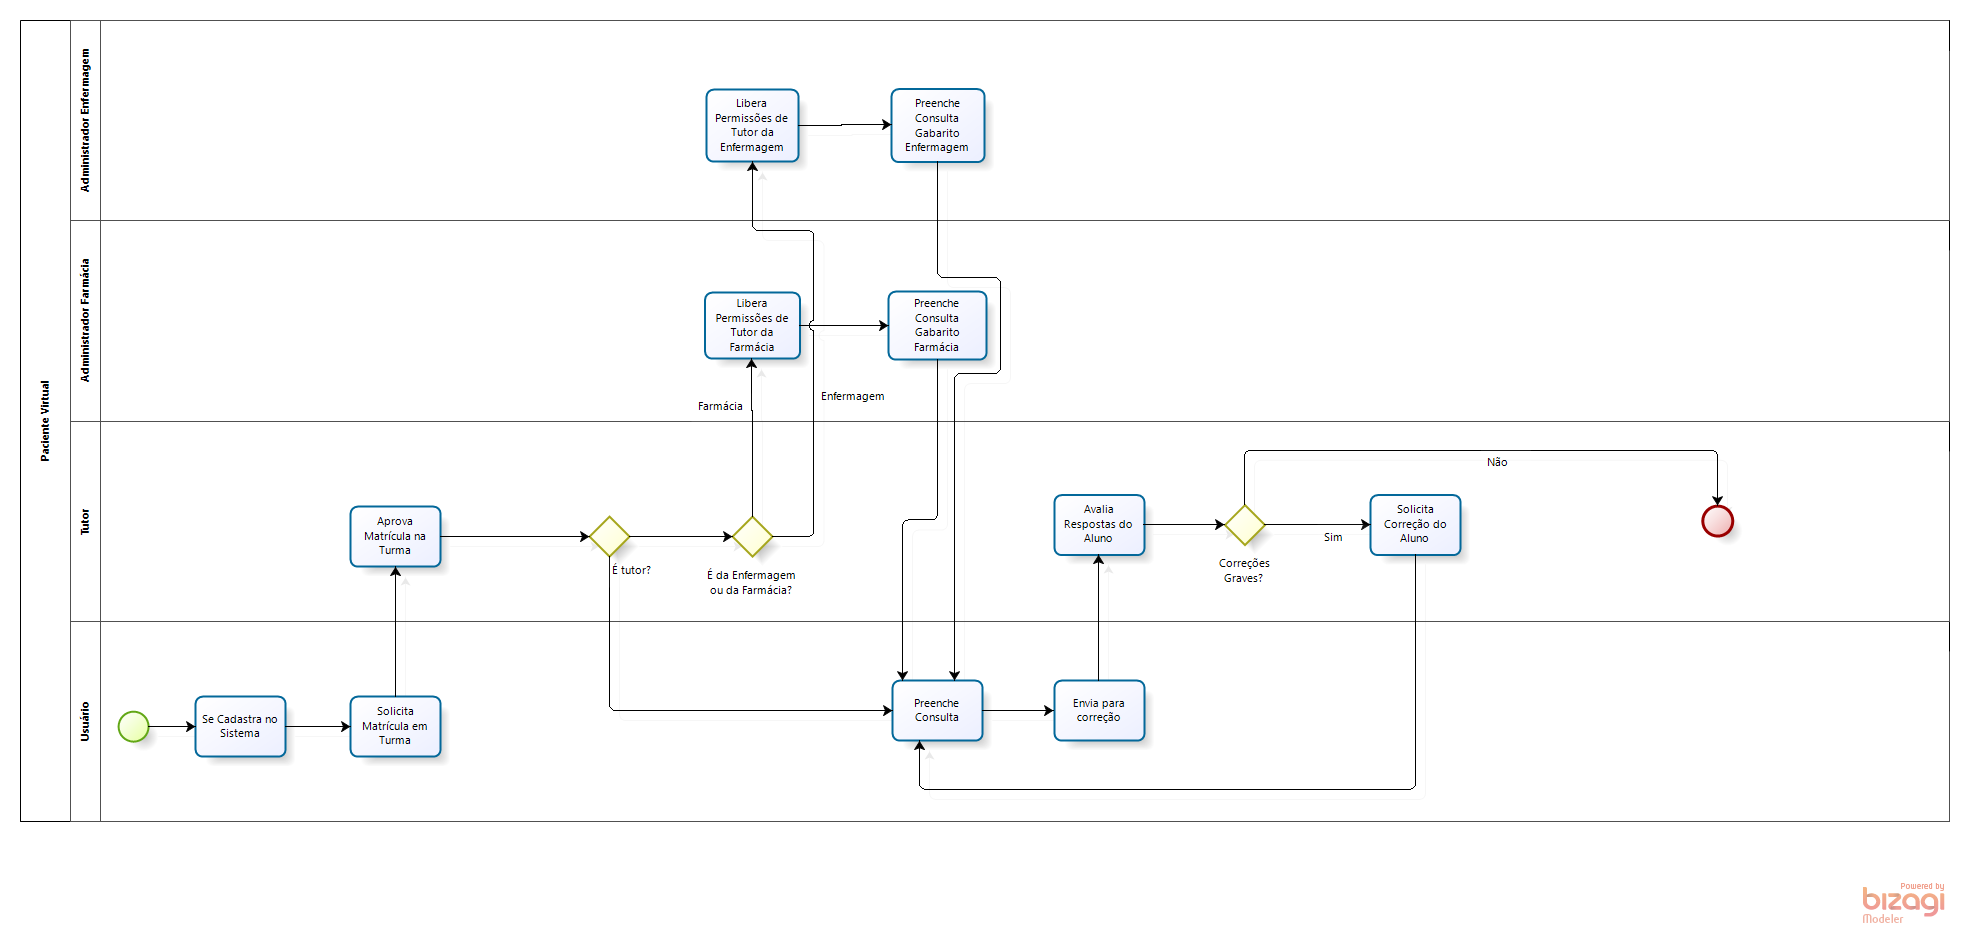 Paciente Virtual
Administrador Enfermagem
Libera
Permissões de
Tutor da
Enfermagem
Preenche
Consulta
Gabarito
Enfermagem
Administrador Farmácia
Libera
Permissões de
Tutor da
Farmácia
Preenche
Consulta
Gabarito
Farmácia
Farmácia
Enfermagem
Tutor
Aprova
Matrícula na
Turma
É tutor?
É da Enfermagem
ou da Farmácia?
Avalia
Respostas do
Aluno
Correções
Graves?
Não
Sim
Solicita
Correção do
Aluno
Usuário
Se Cadastra no
Sistema
Solicita
Matrícula em
Turma
Preenche
Consulta
Envia para
correção
Powered by
bizagi
Modeler